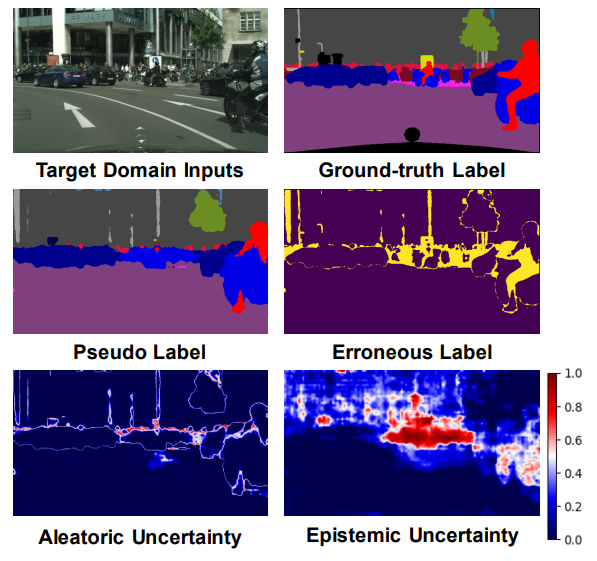 PRIMARK
Target Domain Inputs
Ground-truth Label
Pseudo Label
Erroneous Label
1.0
0.8
0.6
0.4
0.2
0.0
Aleatoric Uncertainty
Epistemic Uncertainty